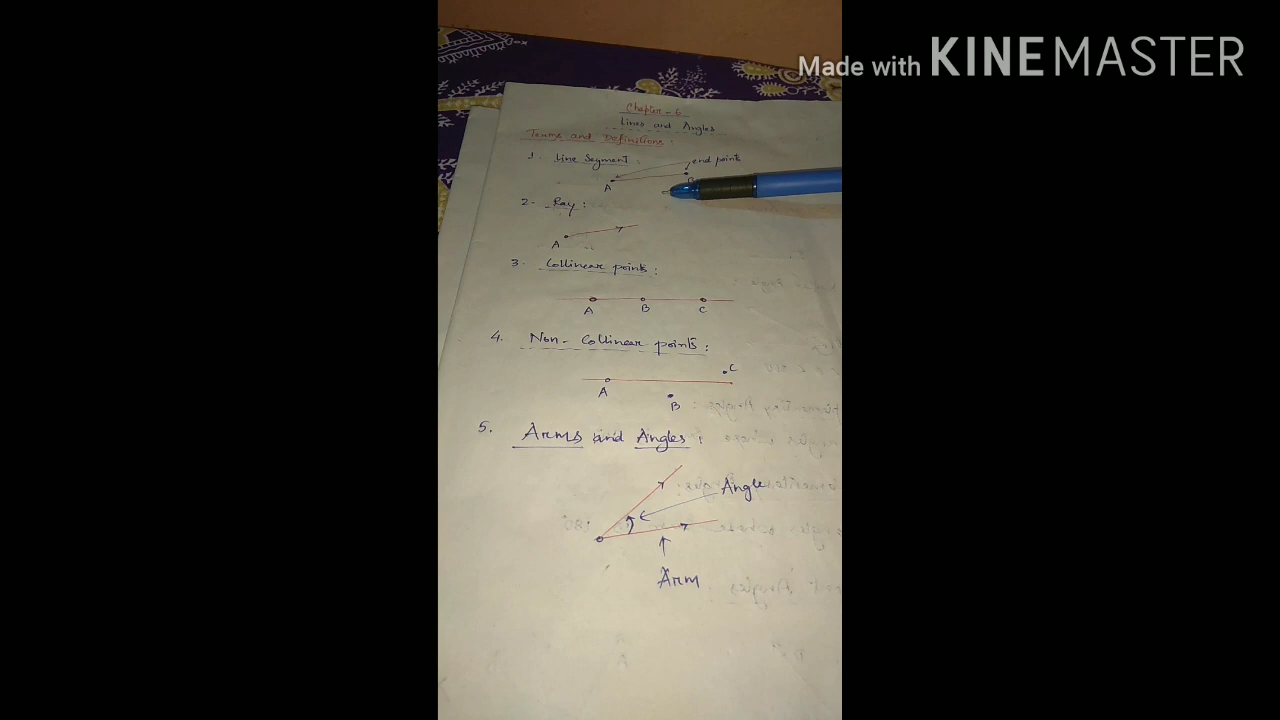 Made with KINEMASTER
Chapter - 6
Lines and Angles
Terms and Definitions :
1. Line Segment :
end points
A B
2. Ray :
A
3. Collinear points :
A B C
4. Non- Collinear points :
C
A
B
5. Arms and Angles :
Angle
Arm